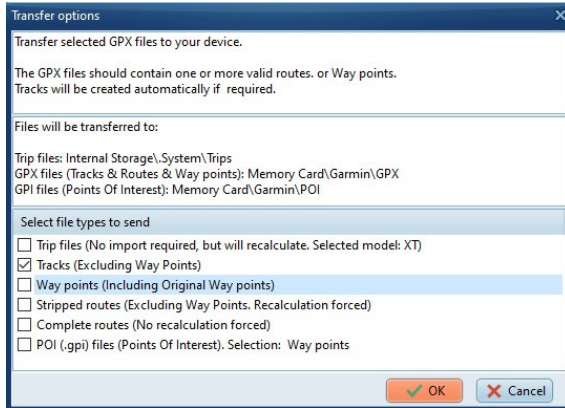 Transfer options
Transfer selected GPX files to your device.
The GPX files should contain one or more valid routes. or Way points.
Tracks will be created automatically if required.
Files will be transferred to:
Trip files: Internal Storage\.System\Trips
GPX files (Tracks & Routes & Way points): Memory Card\Garmin\GPX
GPI files (Points Of Interest): Memory Card\Garmin\POI
Select file types to send
Trip files (No import required, but will recalculate. Selected model: XT)
Tracks (Excluding Way Points)
Way points (Including Original Way points)
Stripped routes (Excluding Way Points. Recalculation forced)
Complete routes (No recalculation forced)
POI (.gpi) files (Points Of Interest). Selection: Way points
OK Cancel